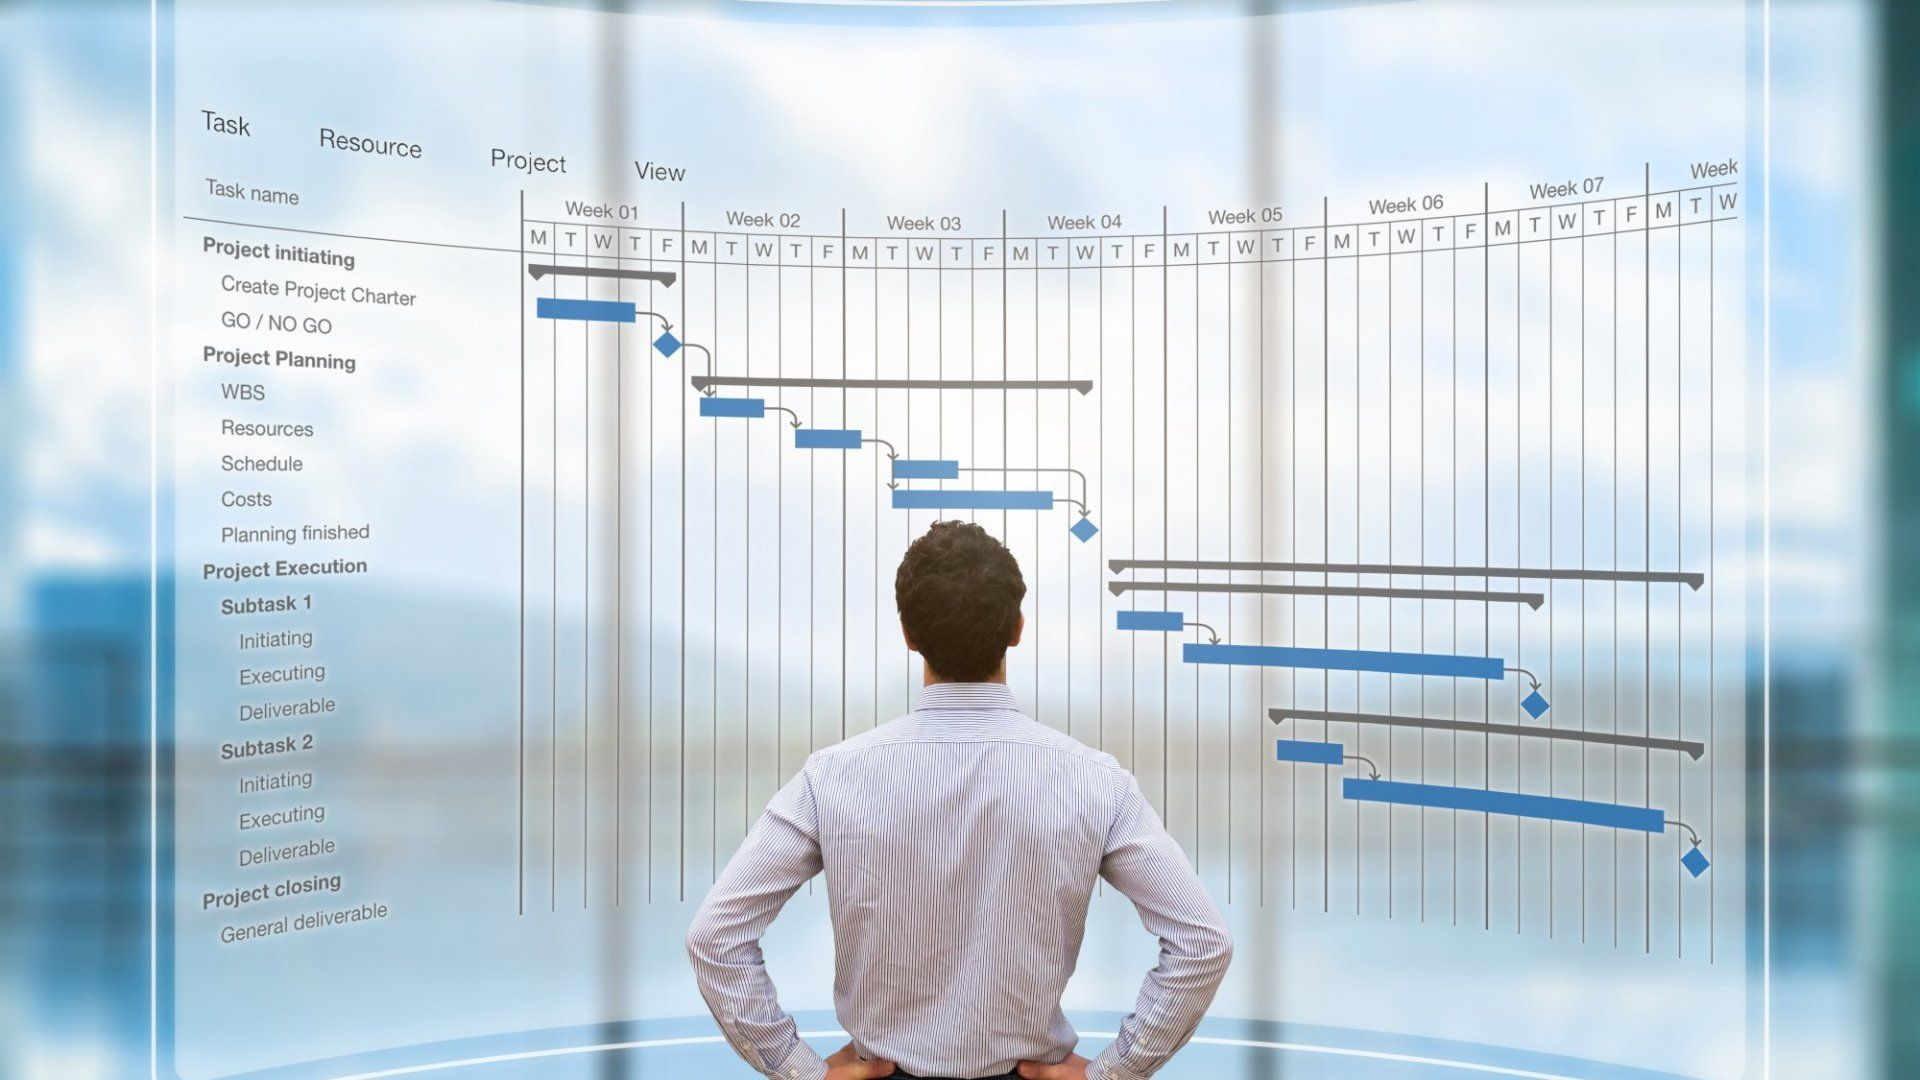 Task Resource Project View
Task name
Week 01 Week 02 Week 03 Week 04 Week 05 Week 06 Week 07 Week
M T W T F M T W T F M T W T F M T W T F M T W T F M T W T F M T W T F M T W
Project initiating
Create Project Charter
GO / NO GO
Project Planning
WBS
Resources
Schedule
Costs
Planning finished
Project Execution
Subtask 1
Initiating
Executing
Deliverable
Subtask 2
Initiating
Executing
Deliverable
Project closing
General deliverable